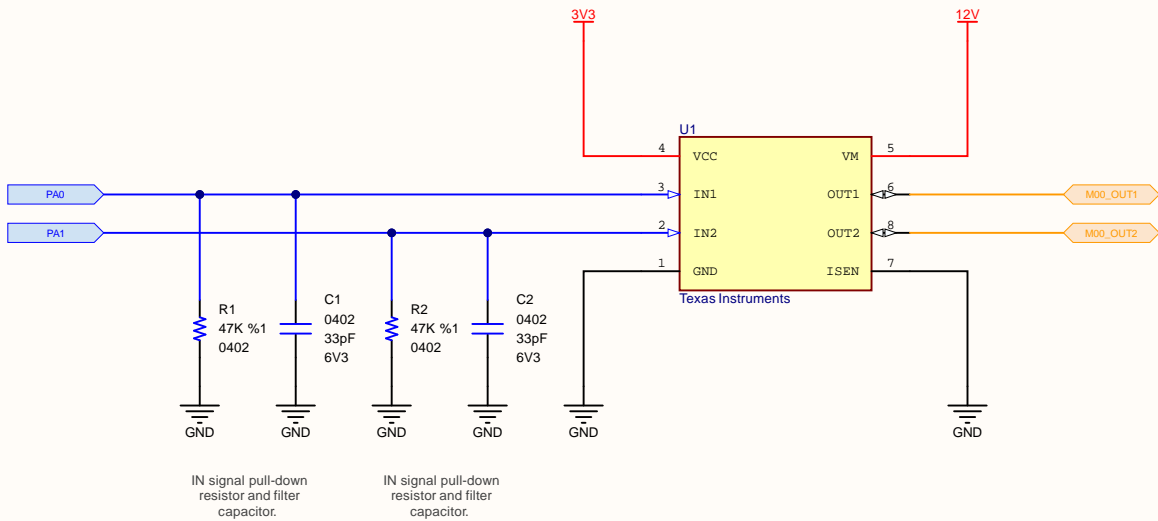 3V3
12V
U1
4
VCC
VM
5
PA0
3
IN1
OUT1
6
M00_OUT1
PA1
2
IN2
OUT2
8
M00_OUT2
1
GND
ISEN
7
Texas Instruments
R1
47K %1
0402
C1
0402
33pF
6V3
R2
47K %1
0402
C2
0402
33pF
6V3
GND
GND
GND
GND
GND
GND
IN signal pull-down
resistor and filter
capacitor.
IN signal pull-down
resistor and filter
capacitor.